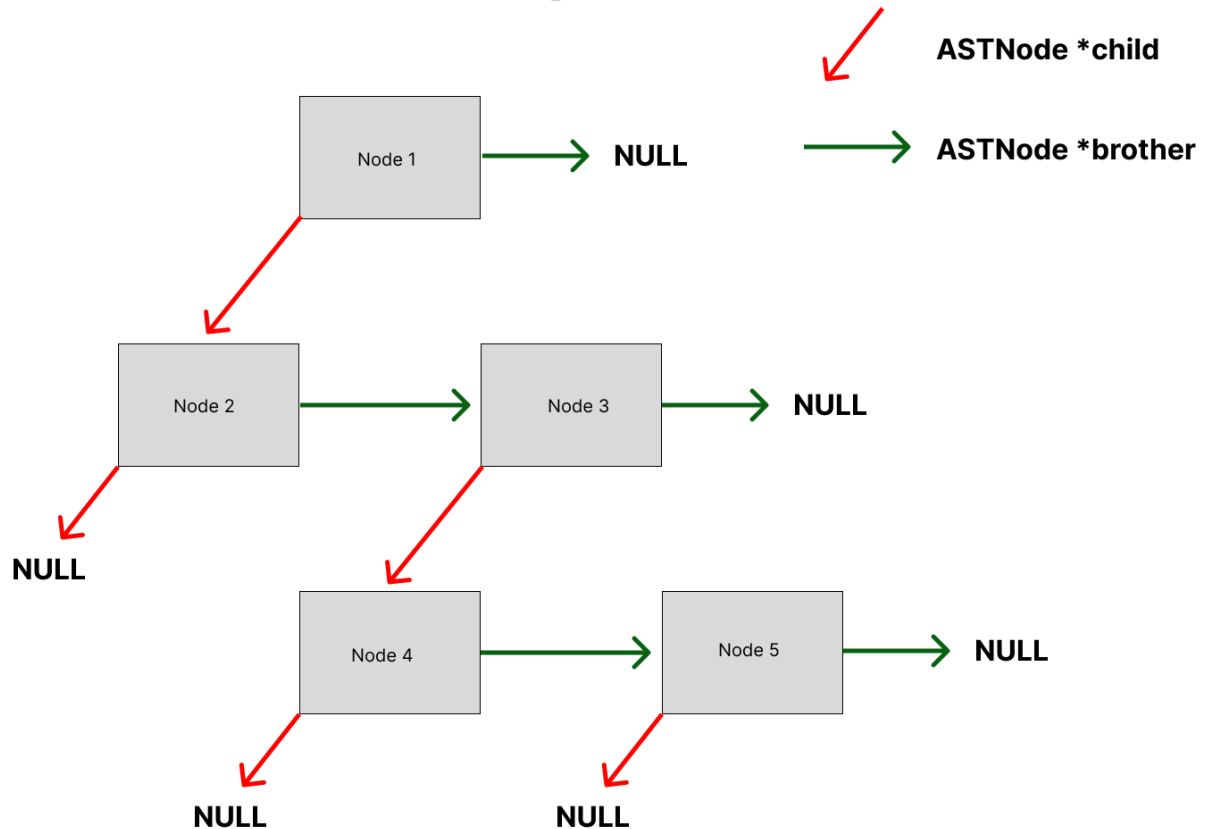 ASTNode *child
ASTNode *brother
Node 1
NULL
Node 2
Node 3
NULL
NULL
Node 4
Node 5
NULL
NULL
NULL